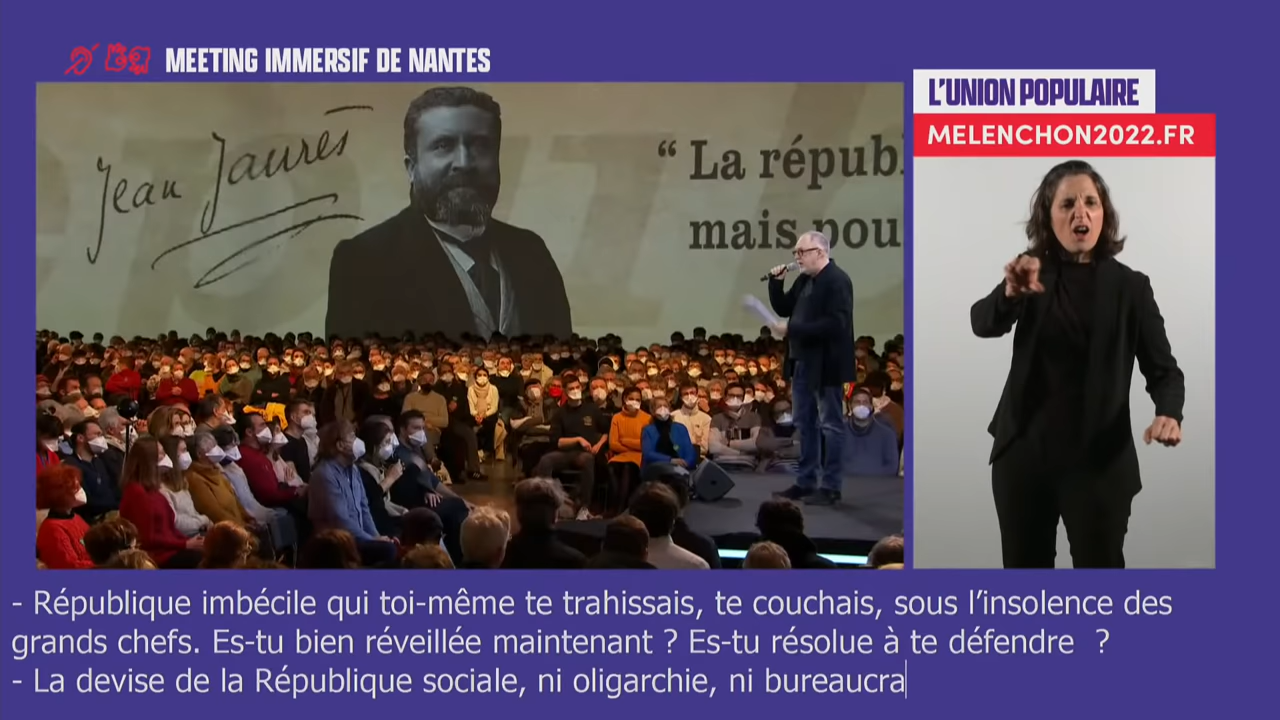 MEETING IMMERSIF DE NANTES
L'UNION POPULAIRE
MELENCHON2022.FR
Jean Jaurès
“ La républ
mais pou
- République imbécile qui toi-même te trahissais, te couchais, sous l'insolence des
grands chefs. Es-tu bien réveillée maintenant ? Es-tu résolue à te défendre ?
- La devise de la République sociale, ni oligarchie, ni bureaucra